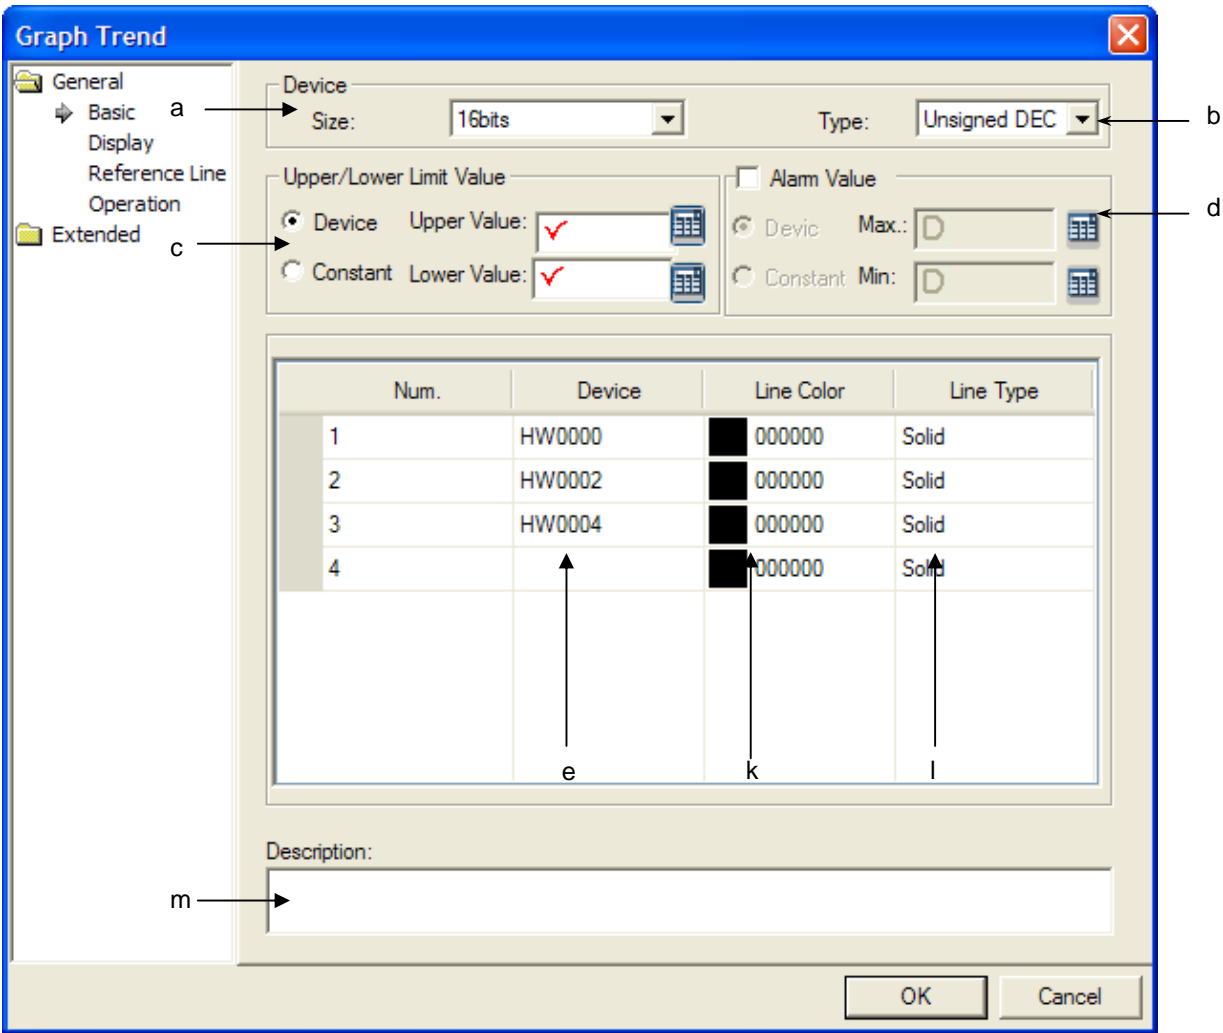 Graph Trend
General
Basic
Display
Reference Line
Operation
Extended
a
Device
Size:
16bits
Type:
Unsigned DEC
b
Upper/Lower Limit Value
Device
Upper Value:
Constant
Lower Value:
c
Alarm Value
Devic
Max.:
D
Constant
Min:
D
d
Num.
Device
Line Color
Line Type
1
HW0000
000000
Solid
2
HW0002
000000
Solid
3
HW0004
000000
Solid
4
000000
Solid
e
k
l
Description:
m
OK
Cancel